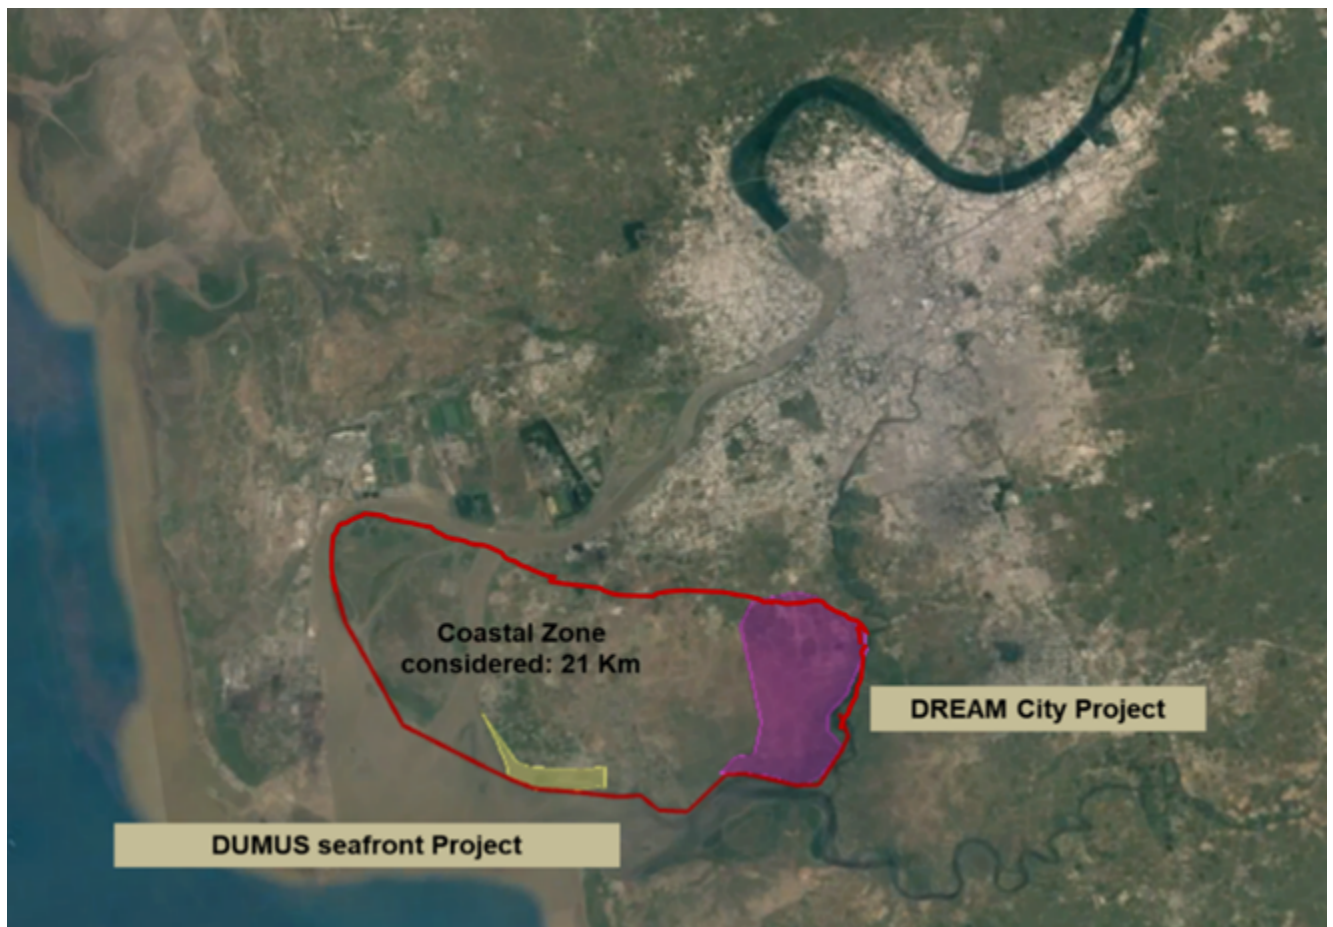 Coastal Zone
considered: 21 Km
DREAM City Project
DUMUS seafront Project